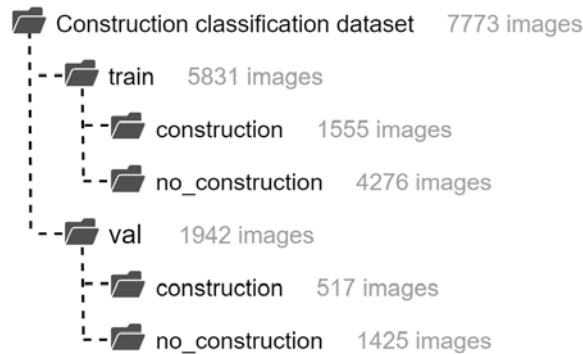 Construction classification dataset 7773 images
train 5831 images
construction 1555 images
no_construction 4276 images
val 1942 images
construction 517 images
no_construction 1425 images